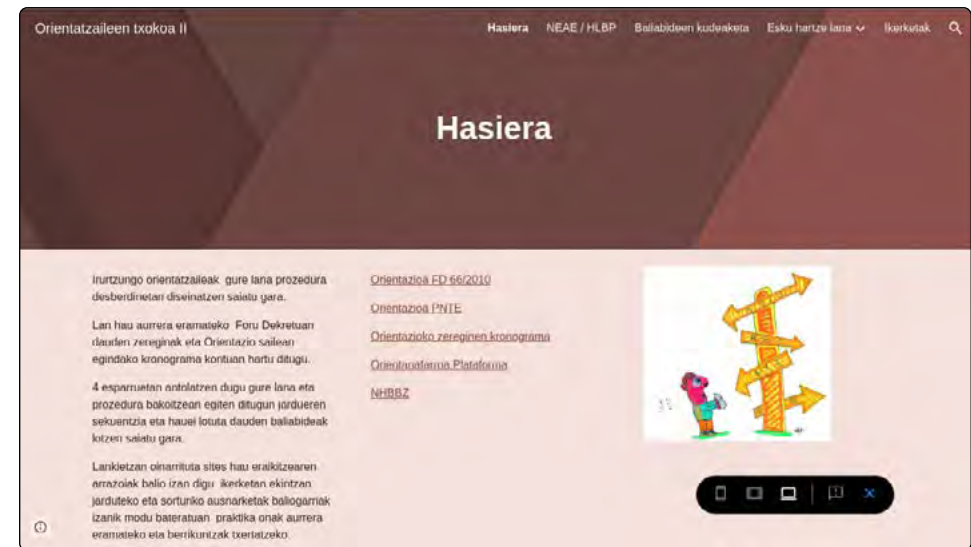 Orientatzaileen txokoa II
Hasiera NEAE / HLBP Baliabideen kudeaketa Esku hartze lana Ikerketak
Hasiera
Irurtzungo orientatzaileak gure lana prozedura
desberdinetan diseinatzen saiatu gara.
Lan hau aurrera eramateko Foru Dekretuan
dauden zereginak eta Orientazio sailean
egindako kronograma kontuan hartu ditugu.
4 esparruetan antolatzen dugu gure lana eta
prozedura bakoitzean egiten ditugun jardueren
sekuentzia eta hauei lotuta dauden baliabideak
lotzen saiatu gara.
Lankietzan oinarrituta sites hau eraikitzearen
arrazoiak balio izan digu ikerketan ekintzan
jarduteko eta sortunko ausnarketak baliogarriak
izanik modu bateratuan praktika onak aurrera
eramateko eta berrikuntzak txertatzeko.
Orientazioa FD 66/2010
Orientazioa PNTE
Orientazioko zereginen kronograma
Orientanafarroa Plataforma
NHBBZ